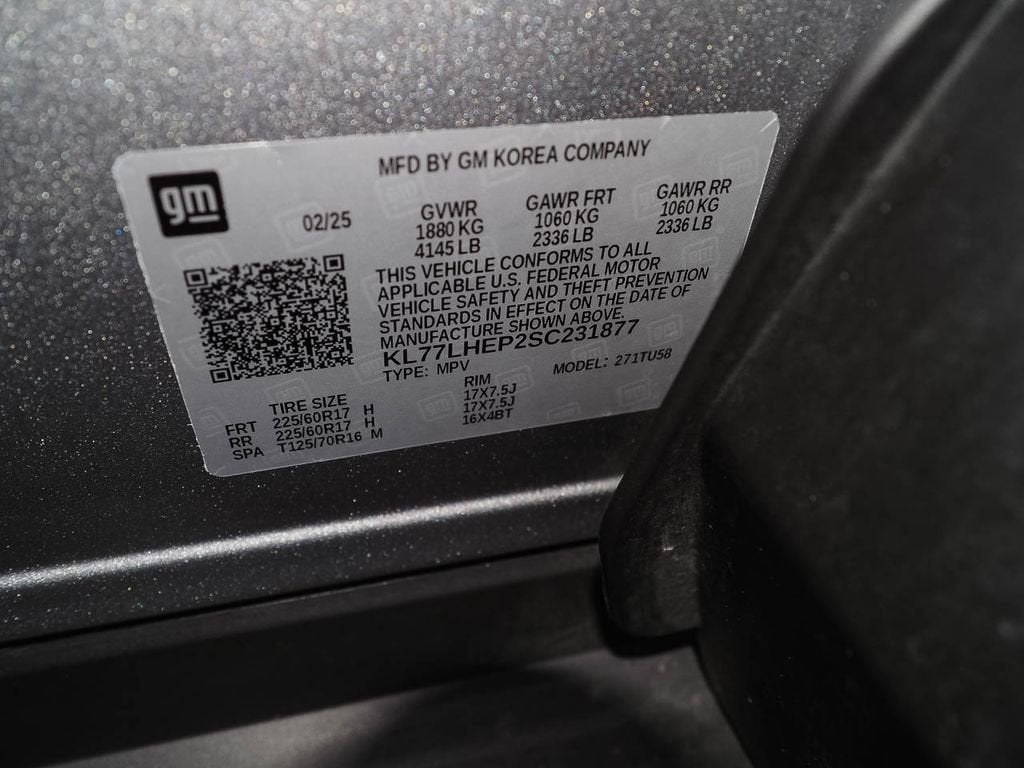 gm
MFD BY GM KOREA COMPANY
02/25
GVWR
1880 KG
4145 LB
GAWR FRT
1060 KG
2336 LB
GAWR RR
1060 KG
2336 LB
THIS VEHICLE CONFORMS TO ALL
APPLICABLE U.S. FEDERAL MOTOR
VEHICLE SAFETY AND THEFT PREVENTION
STANDARDS IN EFFECT ON THE DATE OF
MANUFACTURE SHOWN ABOVE.
KL77LHEP2SC231877
TYPE: MPV
MODEL: 271TU58
TIRE SIZE
RIM
FRT 225/60R17 H 17X7.5J
RR 225/60R17 H 17X7.5J
SPA T125/70R16 M 16X4BT